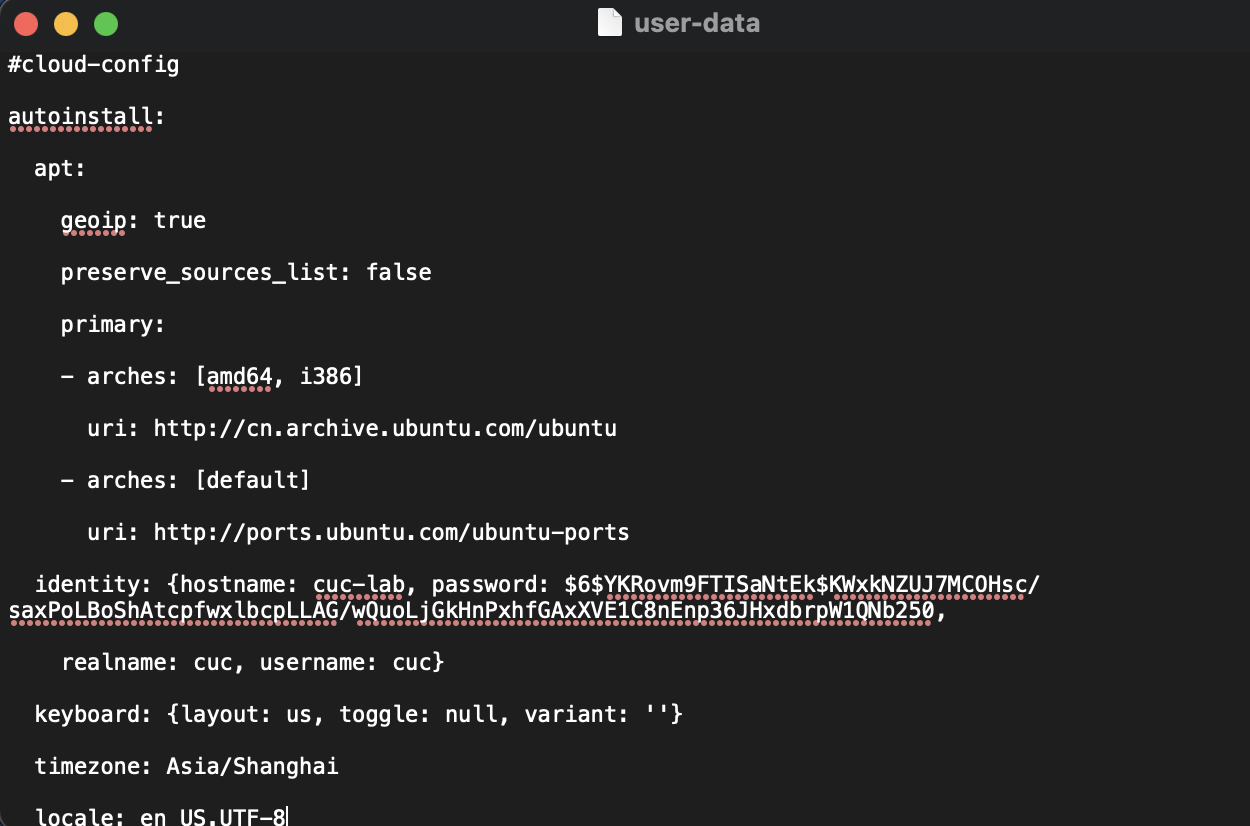 user-data
#cloud-config
autoinstall:
  apt:
    geoip: true
    preserve_sources_list: false
    primary:
    - arches: [amd64, i386]
      uri: http://cn.archive.ubuntu.com/ubuntu
    - arches: [default]
      uri: http://ports.ubuntu.com/ubuntu-ports
  identity: {hostname: cuc-lab, password: $6$YKRovm9FTISaNtEk$KWxkNZUJ7MCOHsc/
saxPoLBoShAtcpfwxlbcpLLAG/wQuoLjGkHnPxhfGAxXVE1C8nEnp36JHxdbrpW1QNb250,
    realname: cuc, username: cuc}
  keyboard: {layout: us, toggle: null, variant: ''}
  timezone: Asia/Shanghai
  locale: en_US.UTF-8